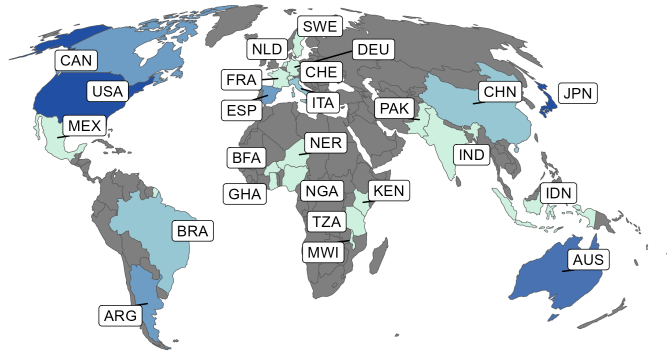 SWE
NLD
DEU
CAN
FRA
CHE
USA
ESP
ITA
PAK
CHN
JPN
MEX
NER
BFA
IND
GHA
NGA
KEN
IDN
TZA
BRA
MWI
AUS
ARG